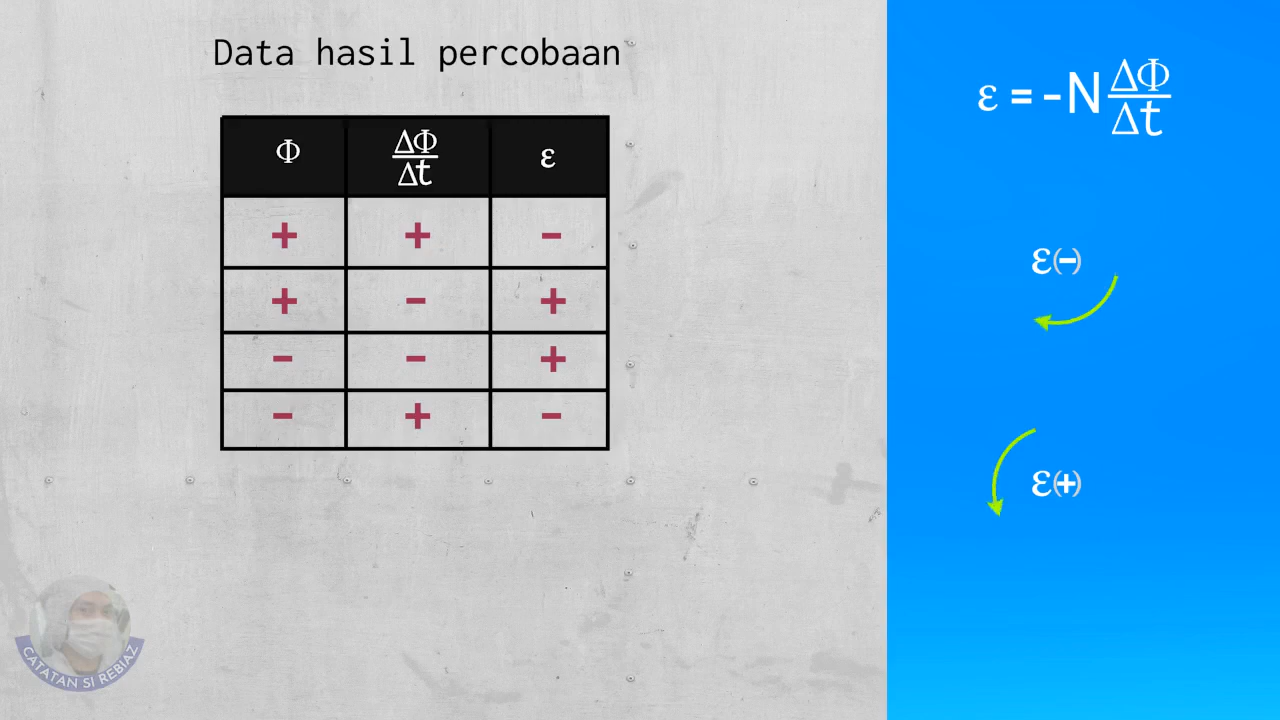 Data hasil percobaan
Φ ΔΦ/Δt ε
+ + −
+ − +
− − +
− + −
ε = -N ΔΦ/Δt
ε(−)
ε(+)
CATATAN SI REBIAZ